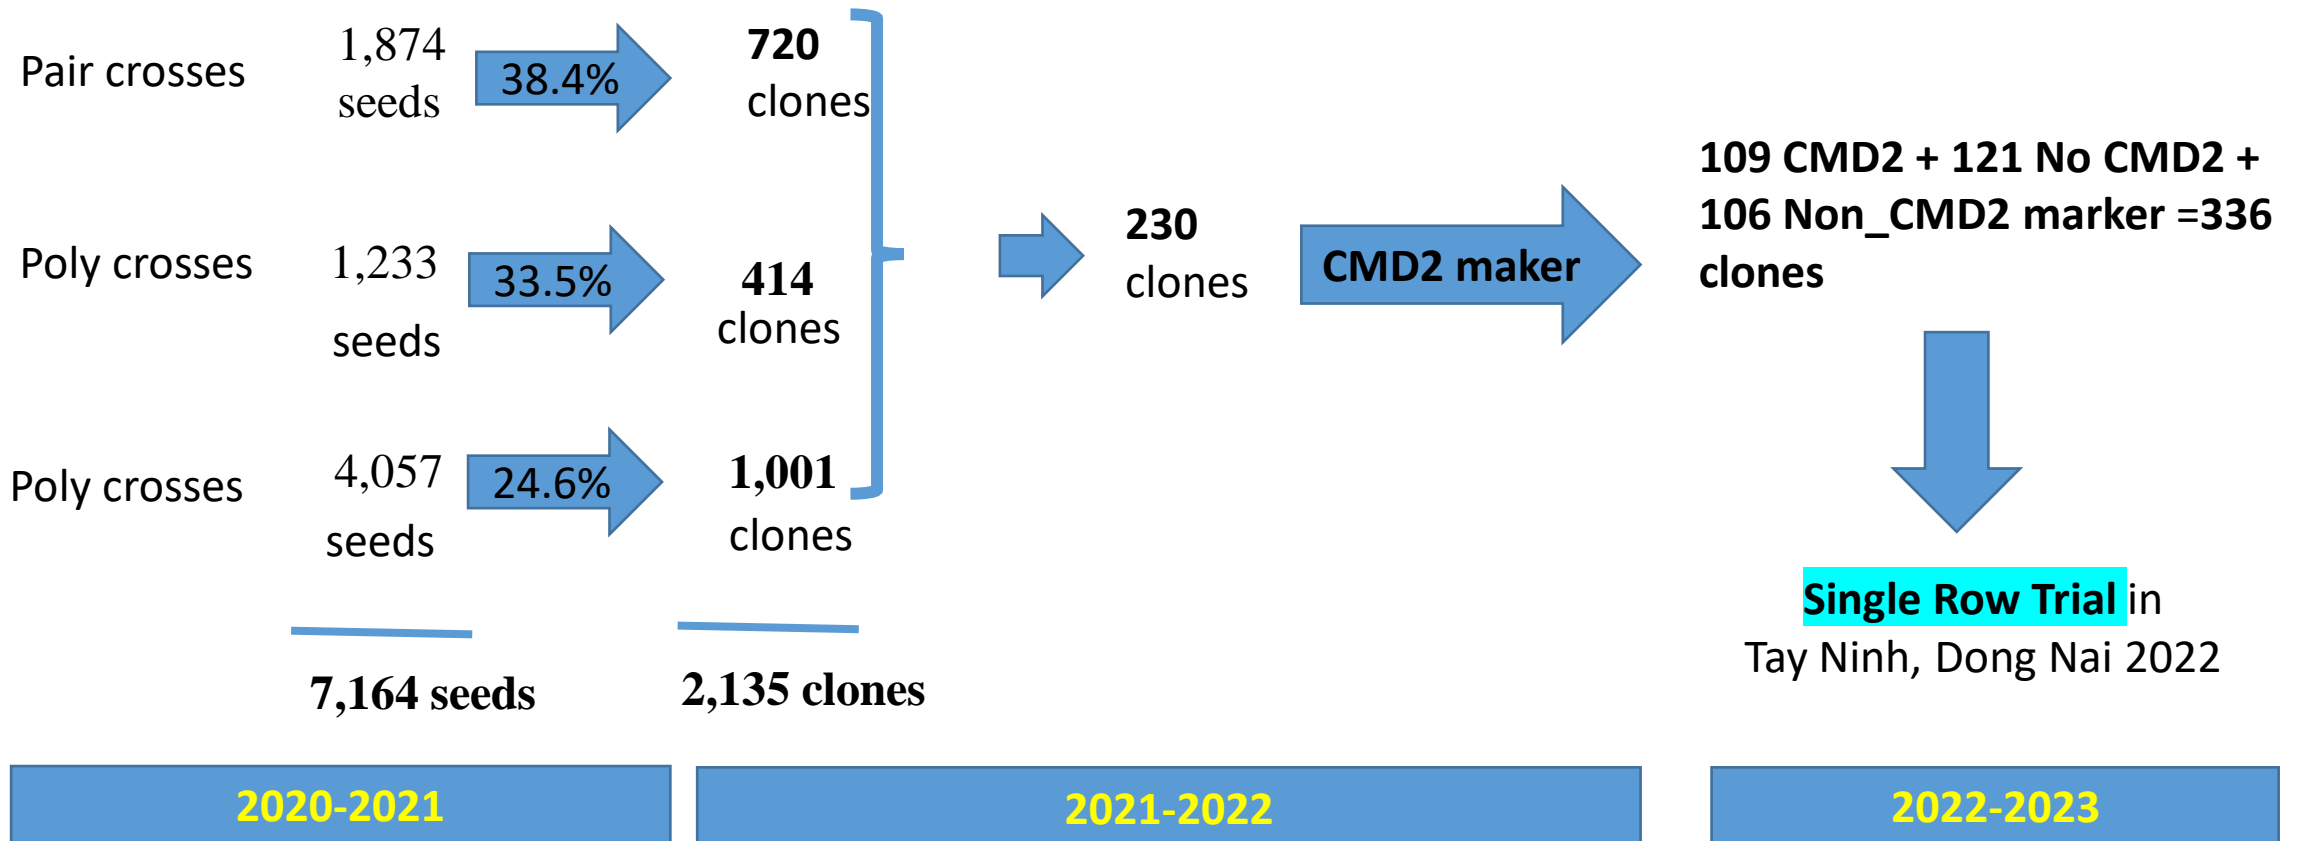 Pair crosses
1,874
seeds
38.4%
720
clones
Poly crosses
1,233
seeds
33.5%
414
clones
Poly crosses
4,057
seeds
24.6%
1,001
clones
7,164 seeds
2,135 clones
230
clones
CMD2 maker
109 CMD2 + 121 No CMD2 +
106 Non_CMD2 marker =336
clones
Single Row Trial in
Tay Ninh, Dong Nai 2022
2020-2021
2021-2022
2022-2023